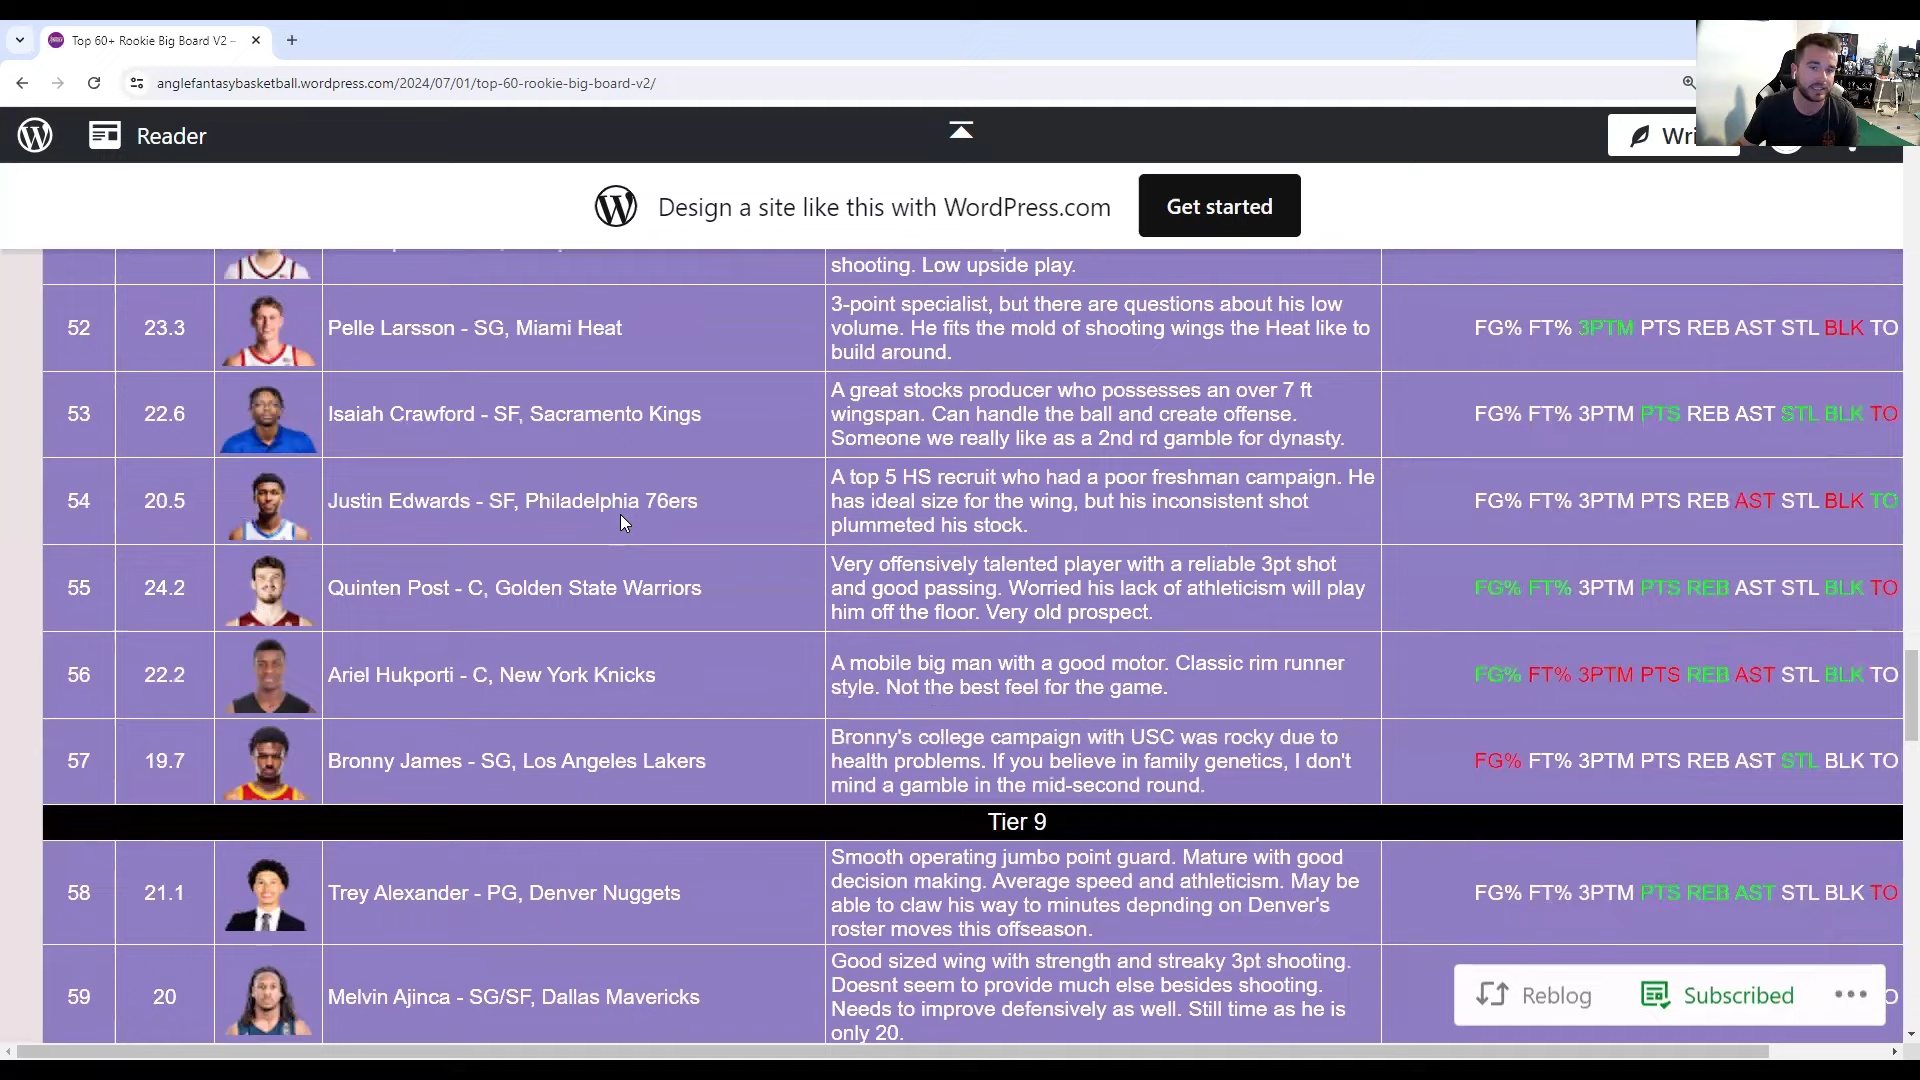 Top 60+ Rookie Big Board V2 –
anglefantasybasketball.wordpress.com/2024/07/01/top-60-rookie-big-board-v2/
Reader
Wri
Design a site like this with WordPress.com
Get started
shooting. Low upside play.
52
23.3
Pelle Larsson - SG, Miami Heat
3-point specialist, but there are questions about his low
volume. He fits the mold of shooting wings the Heat like to
build around.
FG% FT% 3PTM PTS REB AST STL BLK TO
53
22.6
Isaiah Crawford - SF, Sacramento Kings
A great stocks producer who possesses an over 7 ft
wingspan. Can handle the ball and create offense.
Someone we really like as a 2nd rd gamble for dynasty.
FG% FT% 3PTM PTS REB AST STL BLK TO
54
20.5
Justin Edwards - SF, Philadelphia 76ers
A top 5 HS recruit who had a poor freshman campaign. He
has ideal size for the wing, but his inconsistent shot
plummeted his stock.
FG% FT% 3PTM PTS REB AST STL BLK TO
55
24.2
Quinten Post - C, Golden State Warriors
Very offensively talented player with a reliable 3pt shot
and good passing. Worried his lack of athleticism will play
him off the floor. Very old prospect.
FG% FT% 3PTM PTS REB AST STL BLK TO
56
22.2
Ariel Hukporti - C, New York Knicks
A mobile big man with a good motor. Classic rim runner
style. Not the best feel for the game.
FG% FT% 3PTM PTS REB AST STL BLK TO
57
19.7
Bronny James - SG, Los Angeles Lakers
Bronny's college campaign with USC was rocky due to
health problems. If you believe in family genetics, I don't
mind a gamble in the mid-second round.
FG% FT% 3PTM PTS REB AST STL BLK TO
Tier 9
58
21.1
Trey Alexander - PG, Denver Nuggets
Smooth operating jumbo point guard. Mature with good
decision making. Average speed and athleticism. May be
able to claw his way to minutes depnding on Denver's
roster moves this offseason.
FG% FT% 3PTM PTS REB AST STL BLK TO
59
20
Melvin Ajinca - SG/SF, Dallas Mavericks
Good sized wing with strength and streaky 3pt shooting.
Doesnt seem to provide much else besides shooting.
Needs to improve defensively as well. Still time as he is
only 20.
Reblog
Subscribed